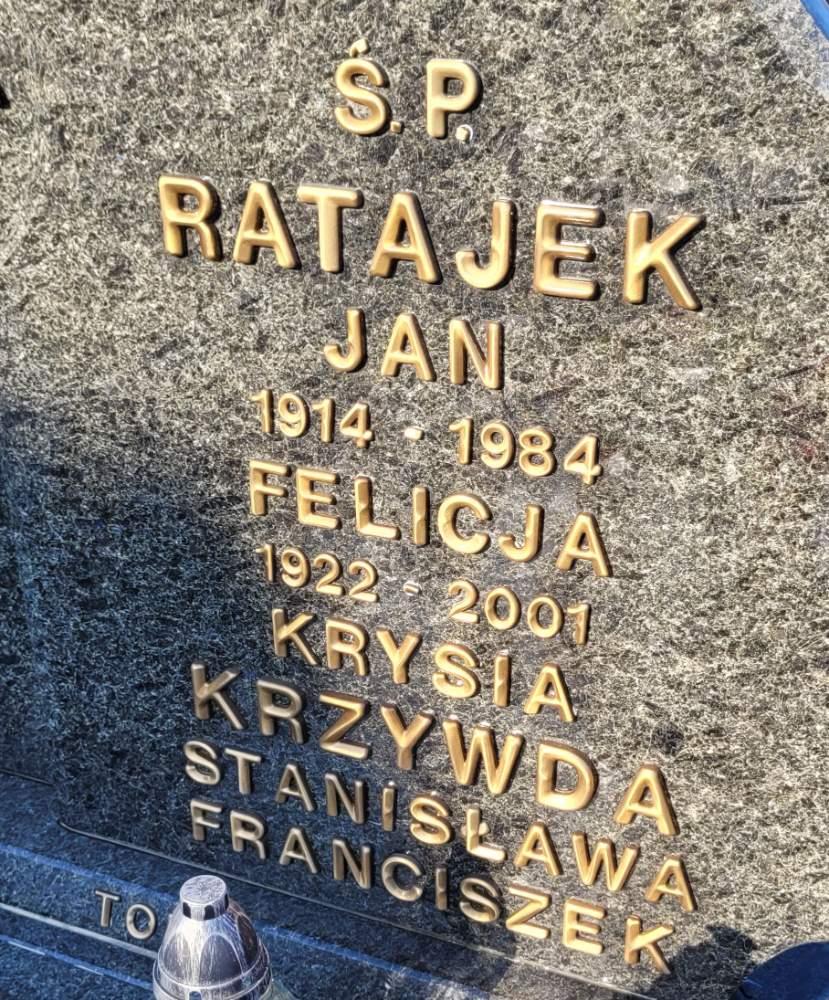 Ś. P.
RATAJEK
JAN
1914 - 1984
FELICJA
1922 - 2001
KRYSIA
KRZYWDA
STANISŁAWA
FRANCISZEK